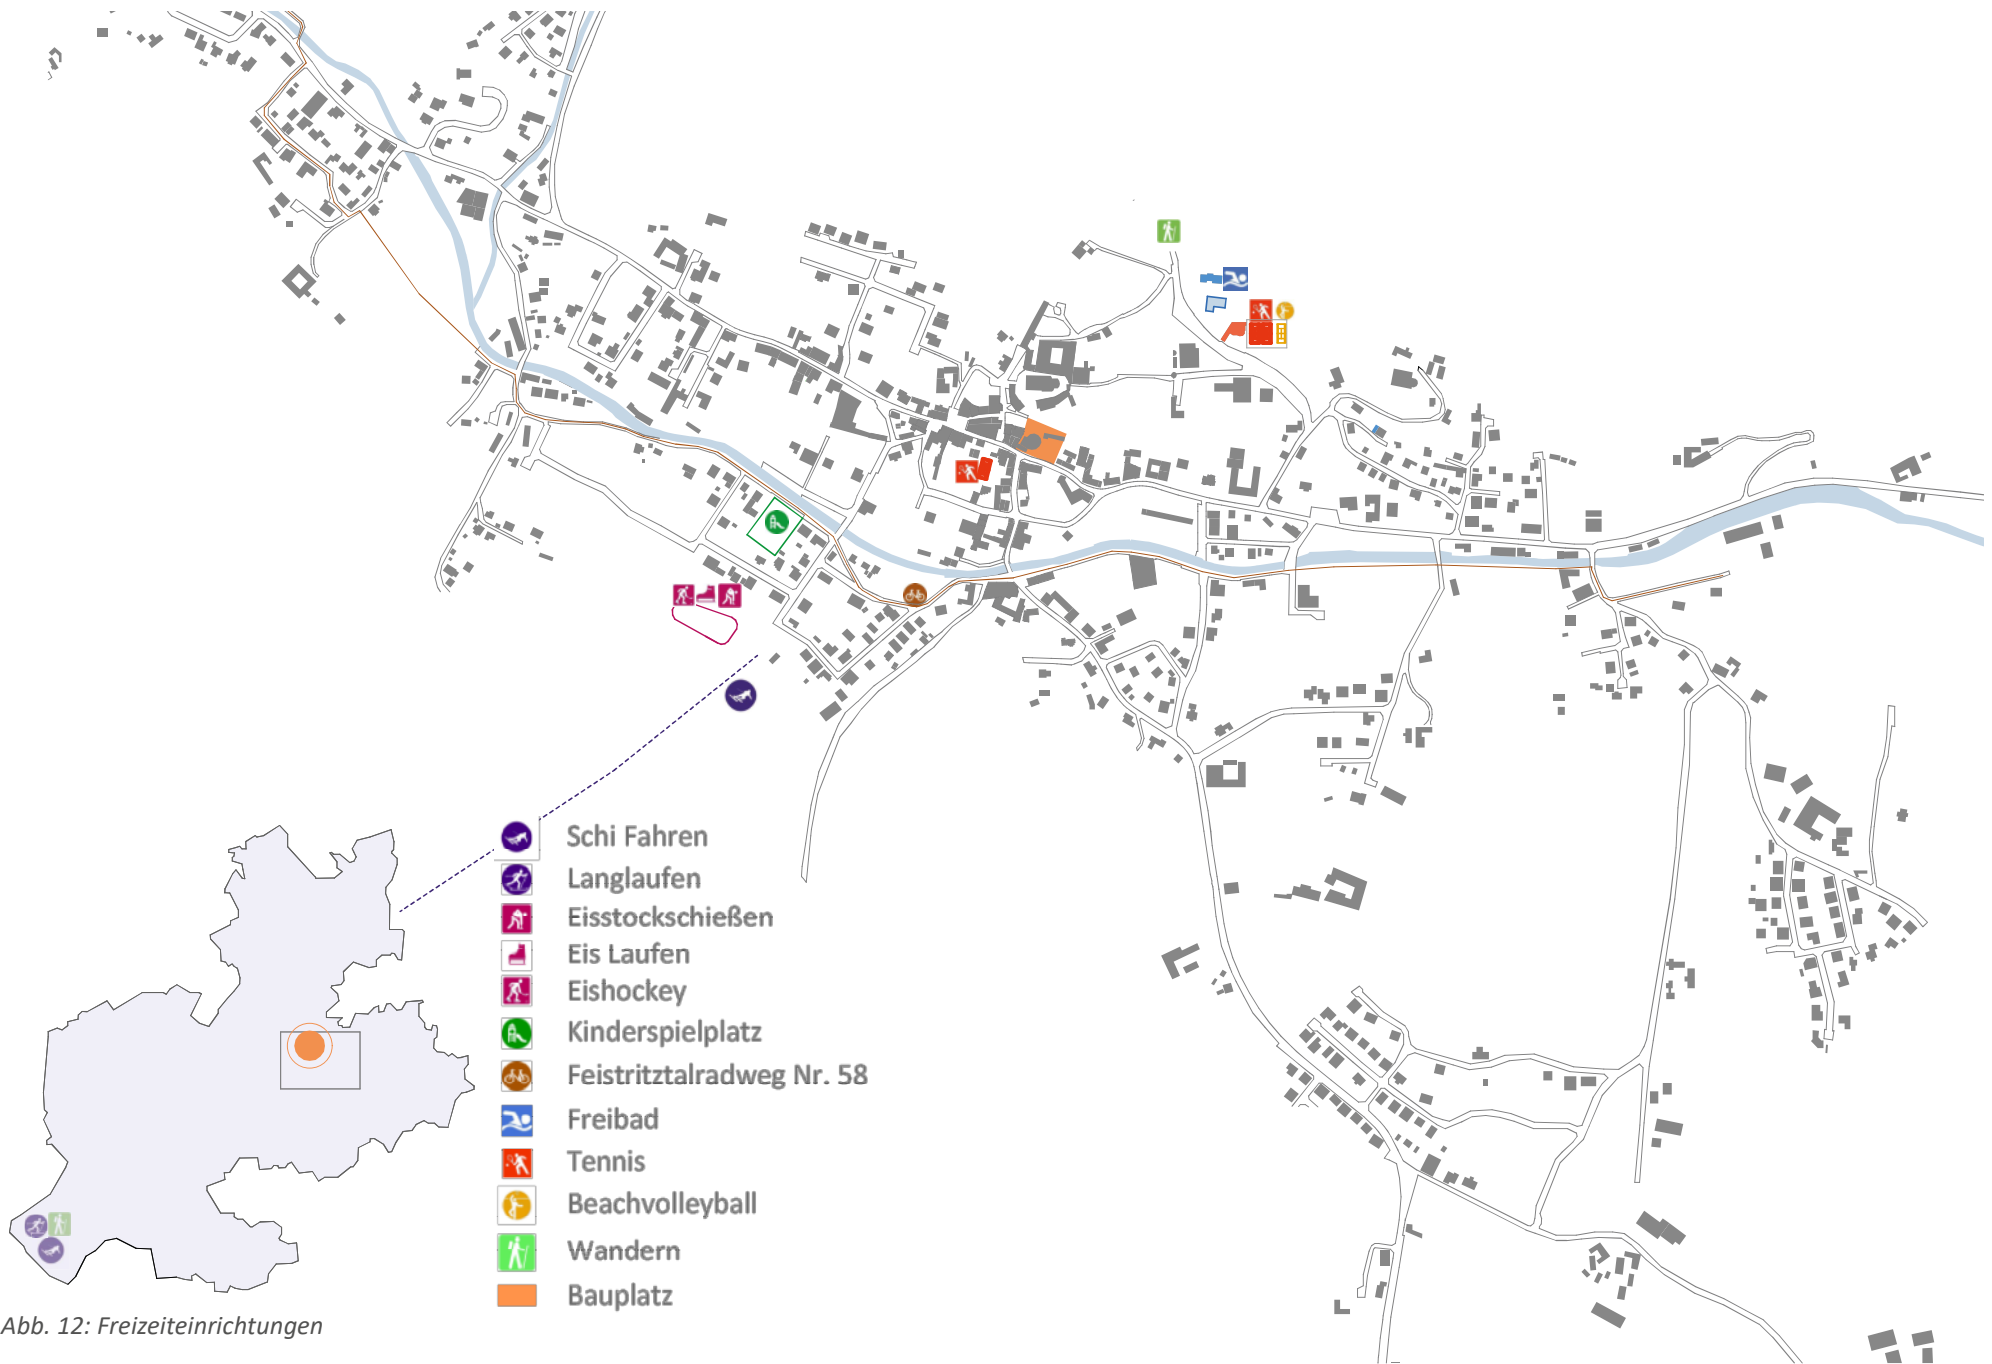 Schi Fahren
Langlaufen
Eisstockschießen
Eis Laufen
Eishockey
Kinderspielplatz
Feistritztalradweg Nr. 58
Freibad
Tennis
Beachvolleyball
Wandern
Bauplatz
Abb. 12: Freizeiteinrichtungen